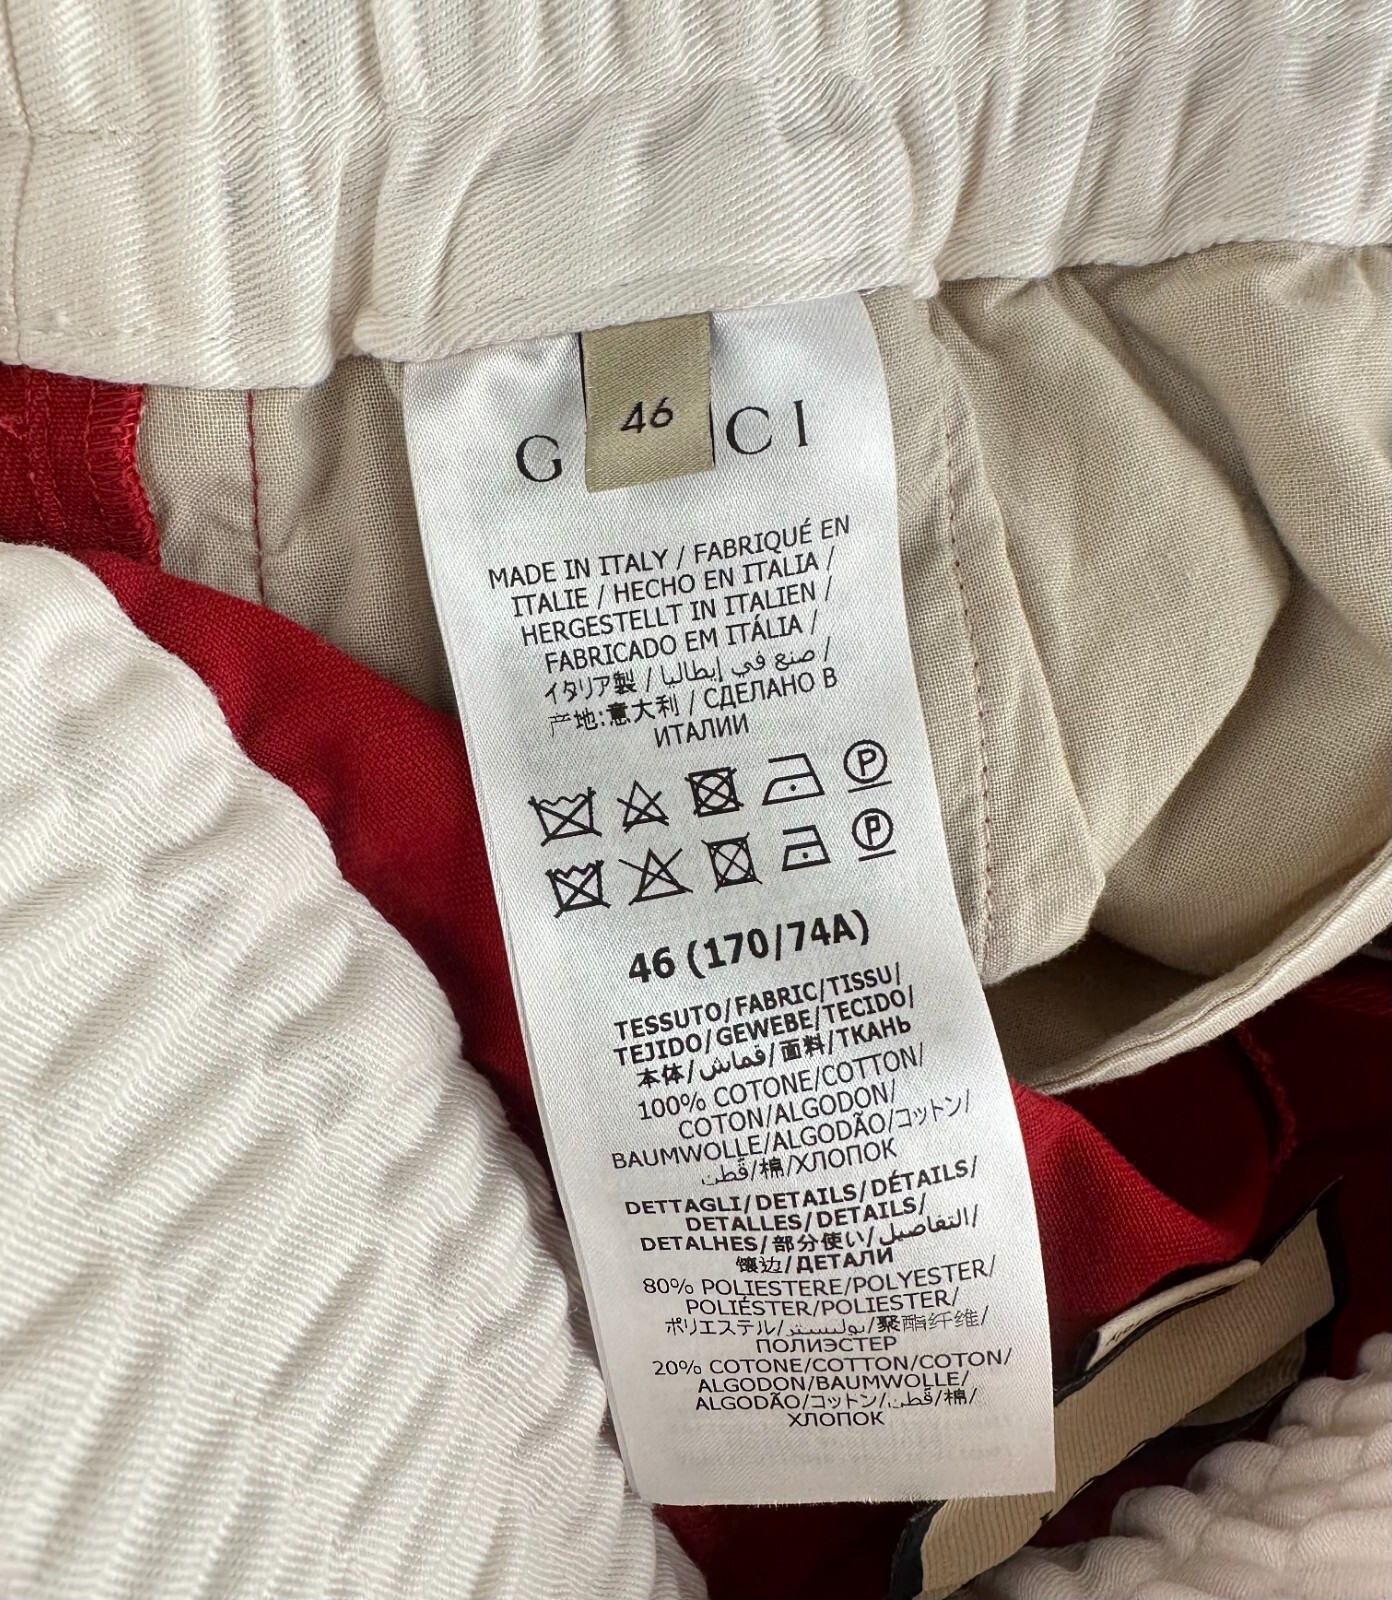 46
G CI
MADE IN ITALY / FABRIQUÉ EN
ITALIE / HECHO EN ITALIA /
HERGESTELLT IN ITALIEN /
FABRICADO EM ITÁLIA /
イタリア製 / صنع في إيطاليا /
产地:意大利 / СДЕЛАНО В
ИТАЛИИ
P
P
46 (170/74A)
TESSUTO/FABRIC/TISSU/
TEJIDO/GEWEBE/TECIDO/
本体/قماش/面料/ТКАНЬ
100% COTONE/COTTON/
COTON/ALGODON/
BAUMWOLLE/ALGODÃO/コットン/
قطن/棉/ХЛОПОК
DETTAGLI/DETAILS/DÉTAILS/
DETALLES/DETAILS/
DETALHES/部分使い/التفاصيل/
镶边/ДЕТАЛИ
80% POLIESTERE/POLYESTER/
POLIÉSTER/POLIESTER/
ポリエステル/بوليستر/聚酯纤维/
ПОЛИЭСТЕР
20% COTONE/COTTON/COTON/
ALGODON/BAUMWOLLE/
ALGODÃO/コットン/قطن/棉/
ХЛОПОК